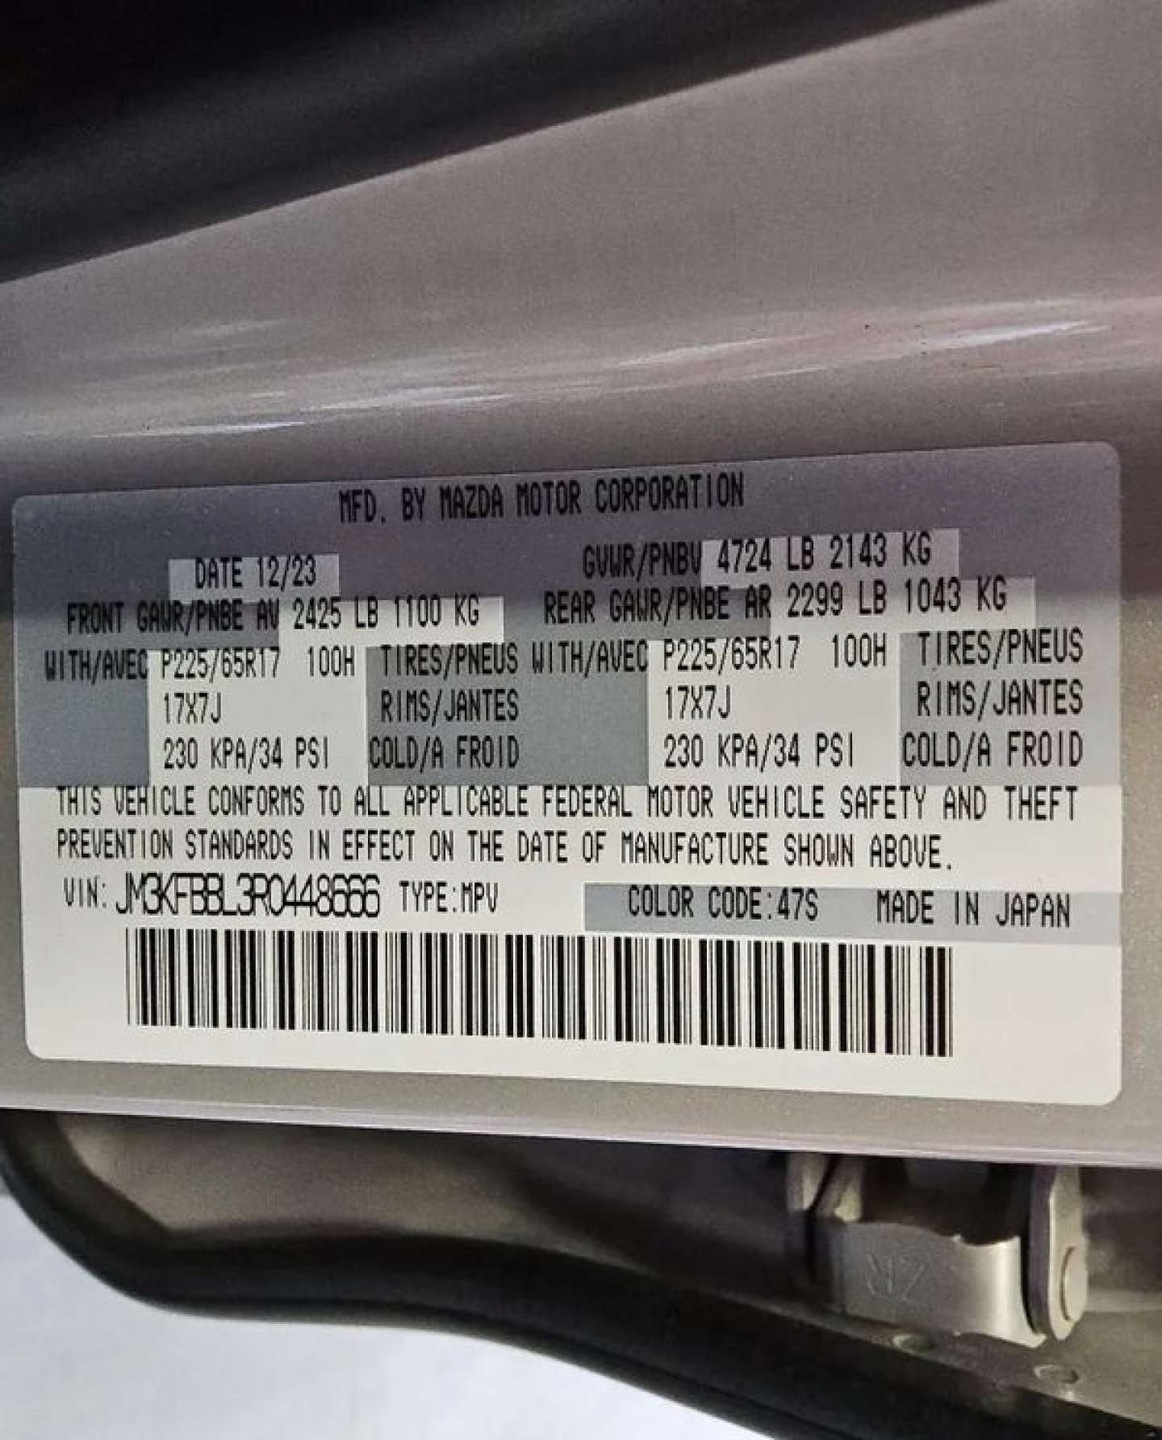 MFD. BY MAZDA MOTOR CORPORATION
DATE 12/23 GVWR/PNBV 4724 LB 2143 KG
FRONT GAWR/PNBE AV 2425 LB 1100 KG REAR GAWR/PNBE AR 2299 LB 1043 KG
WITH/AVEC P225/65R17 100H TIRES/PNEUS WITH/AVEC P225/65R17 100H TIRES/PNEUS
17X7J RIMS/JANTES 17X7J RIMS/JANTES
230 KPA/34 PSI COLD/A FROID 230 KPA/34 PSI COLD/A FROID
THIS VEHICLE CONFORMS TO ALL APPLICABLE FEDERAL MOTOR VEHICLE SAFETY AND THEFT
PREVENTION STANDARDS IN EFFECT ON THE DATE OF MANUFACTURE SHOWN ABOVE.
VIN: JM3KFBBL3R0448666 TYPE:MPV COLOR CODE:47S MADE IN JAPAN